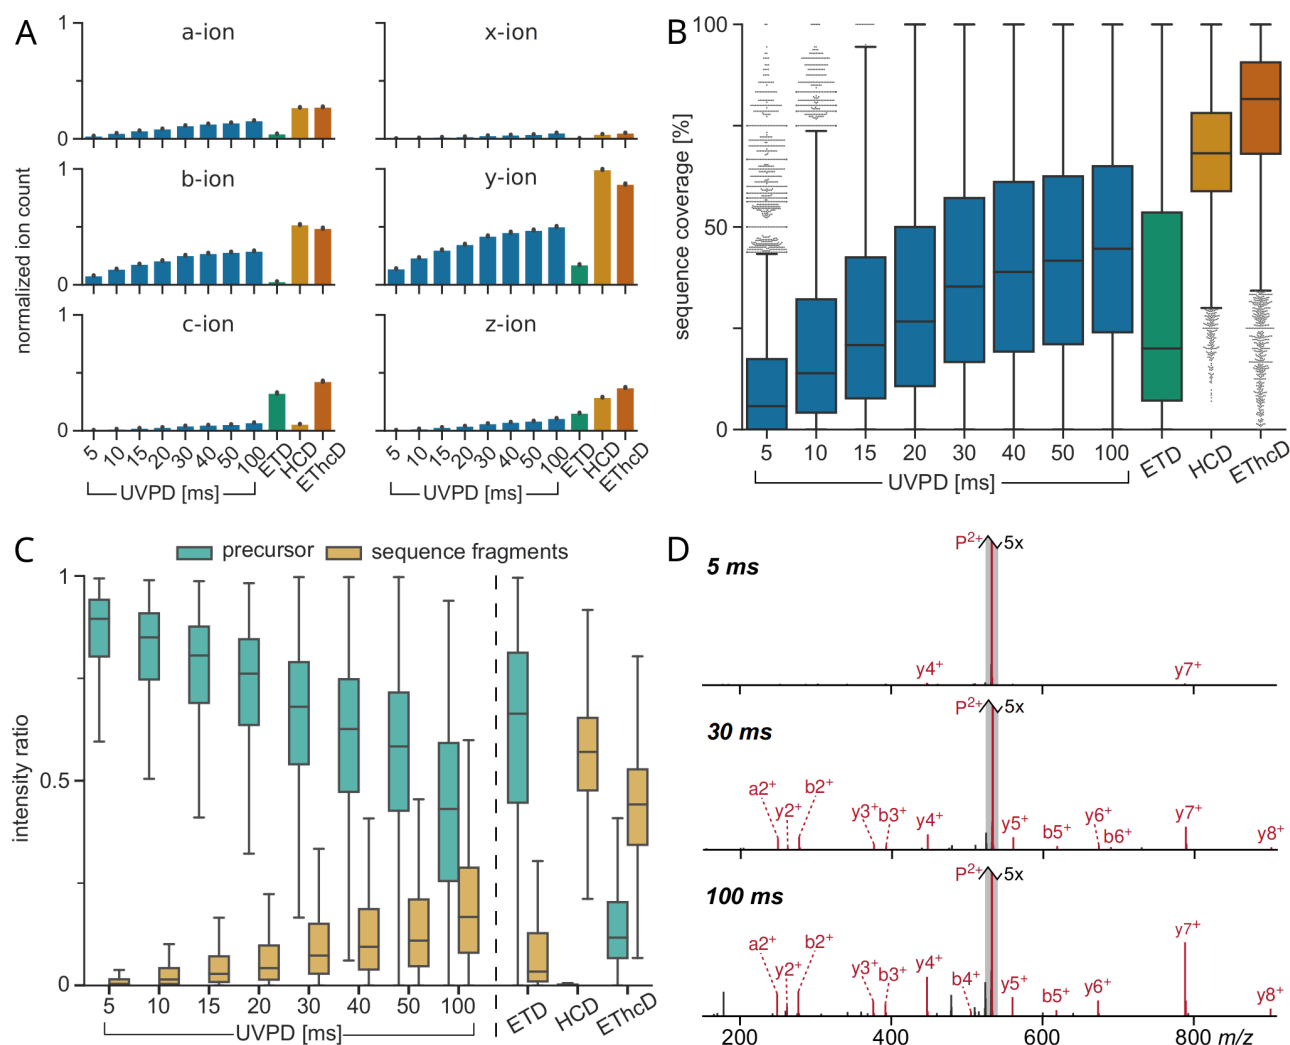 A
1
0
a-ion
x-ion
1
0
b-ion
y-ion
1
0
c-ion
z-ion
normalized ion count
5 10 15 20 30 40 50 100 ETD HCD EThcD
UVPD [ms]
5 10 15 20 30 40 50 100 ETD HCD EThcD
UVPD [ms]
B
100
50
0
sequence coverage [%]
5 10 15 20 30 40 50 100 ETD HCD EThcD
UVPD [ms]
C
precursor sequence fragments
1
0.5
0
intensity ratio
5 10 15 20 30 40 50 100 ETD HCD EThcD
UVPD [ms]
D
5 ms
P2+ 5x
y4+ y7+
30 ms
P2+ 5x
a2+ y2+ b2+ y3+ b3+ y4+ y5+ b5+ y6+ b6+ y7+ y8+
100 ms
P2+ 5x
a2+ y2+ b2+ y3+ b3+ y4+ b4+ y5+ b5+ y6+ y7+ y8+
200 400 600 800 m/z